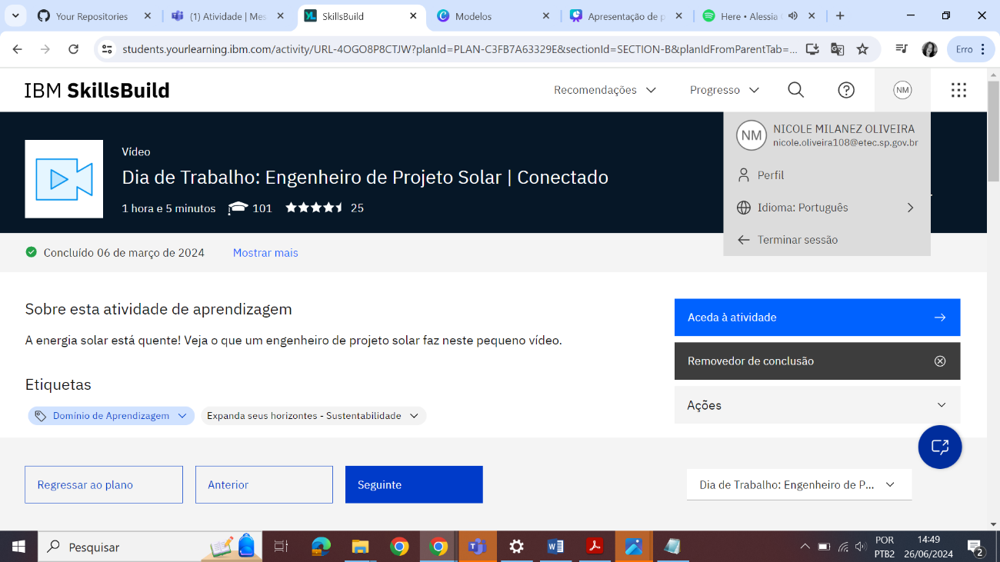 Your Repositories
(1) Atividade | Mes
SkillsBuild
Modelos
Apresentação de p
Here • Alessia
students.yourlearning.ibm.com/activity/URL-4OGO8P8CTJW?planId=PLAN-C3FB7A63329E&sectionId=SECTION-B&planIdFromParentTab=...
Erro
IBM SkillsBuild
Recomendações
Progresso
NM
NM
NICOLE MILANEZ OLIVEIRA
nicole.oliveira108@etec.sp.gov.br
Perfil
Idioma: Português
Terminar sessão
Vídeo
Dia de Trabalho: Engenheiro de Projeto Solar | Conectado
1 hora e 5 minutos 101 25
Concluído 06 de março de 2024 Mostrar mais
Sobre esta atividade de aprendizagem
A energia solar está quente! Veja o que um engenheiro de projeto solar faz neste pequeno vídeo.
Etiquetas
Domínio de Aprendizagem
Expanda seus horizontes - Sustentabilidade
Aceda à atividade
Removedor de conclusão
Ações
Regressar ao plano
Anterior
Seguinte
Dia de Trabalho: Engenheiro de P...
Pesquisar
POR
PTB2
14:49
26/06/2024
2